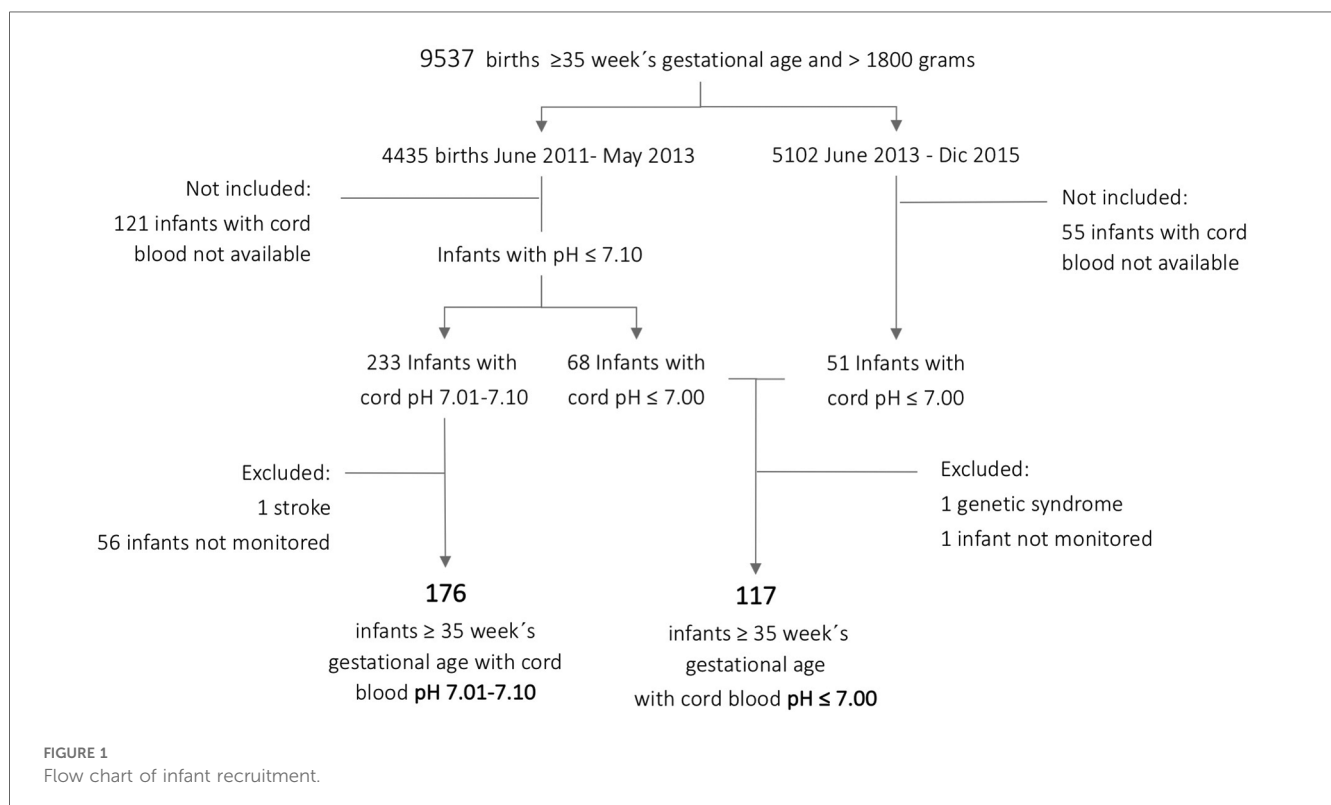 9537 births ≥35 week´s gestational age and > 1800 grams
4435 births June 2011- May 2013
5102 June 2013 - Dic 2015
Not included:
121 infants with cord
blood not available
Not included:
55 infants with cord
blood not available
Infants with pH ≤ 7.10
233 Infants with
cord pH 7.01-7.10
68 Infants with
cord pH ≤ 7.00
51 Infants with
cord pH ≤ 7.00
Excluded:
1 stroke
56 infants not monitored
Excluded:
1 genetic syndrome
1 infant not monitored
176
infants ≥ 35 week´s
gestational age with cord
blood pH 7.01-7.10
117
infants ≥ 35 week´s
gestational age
with cord blood pH ≤ 7.00
FIGURE 1
Flow chart of infant recruitment.